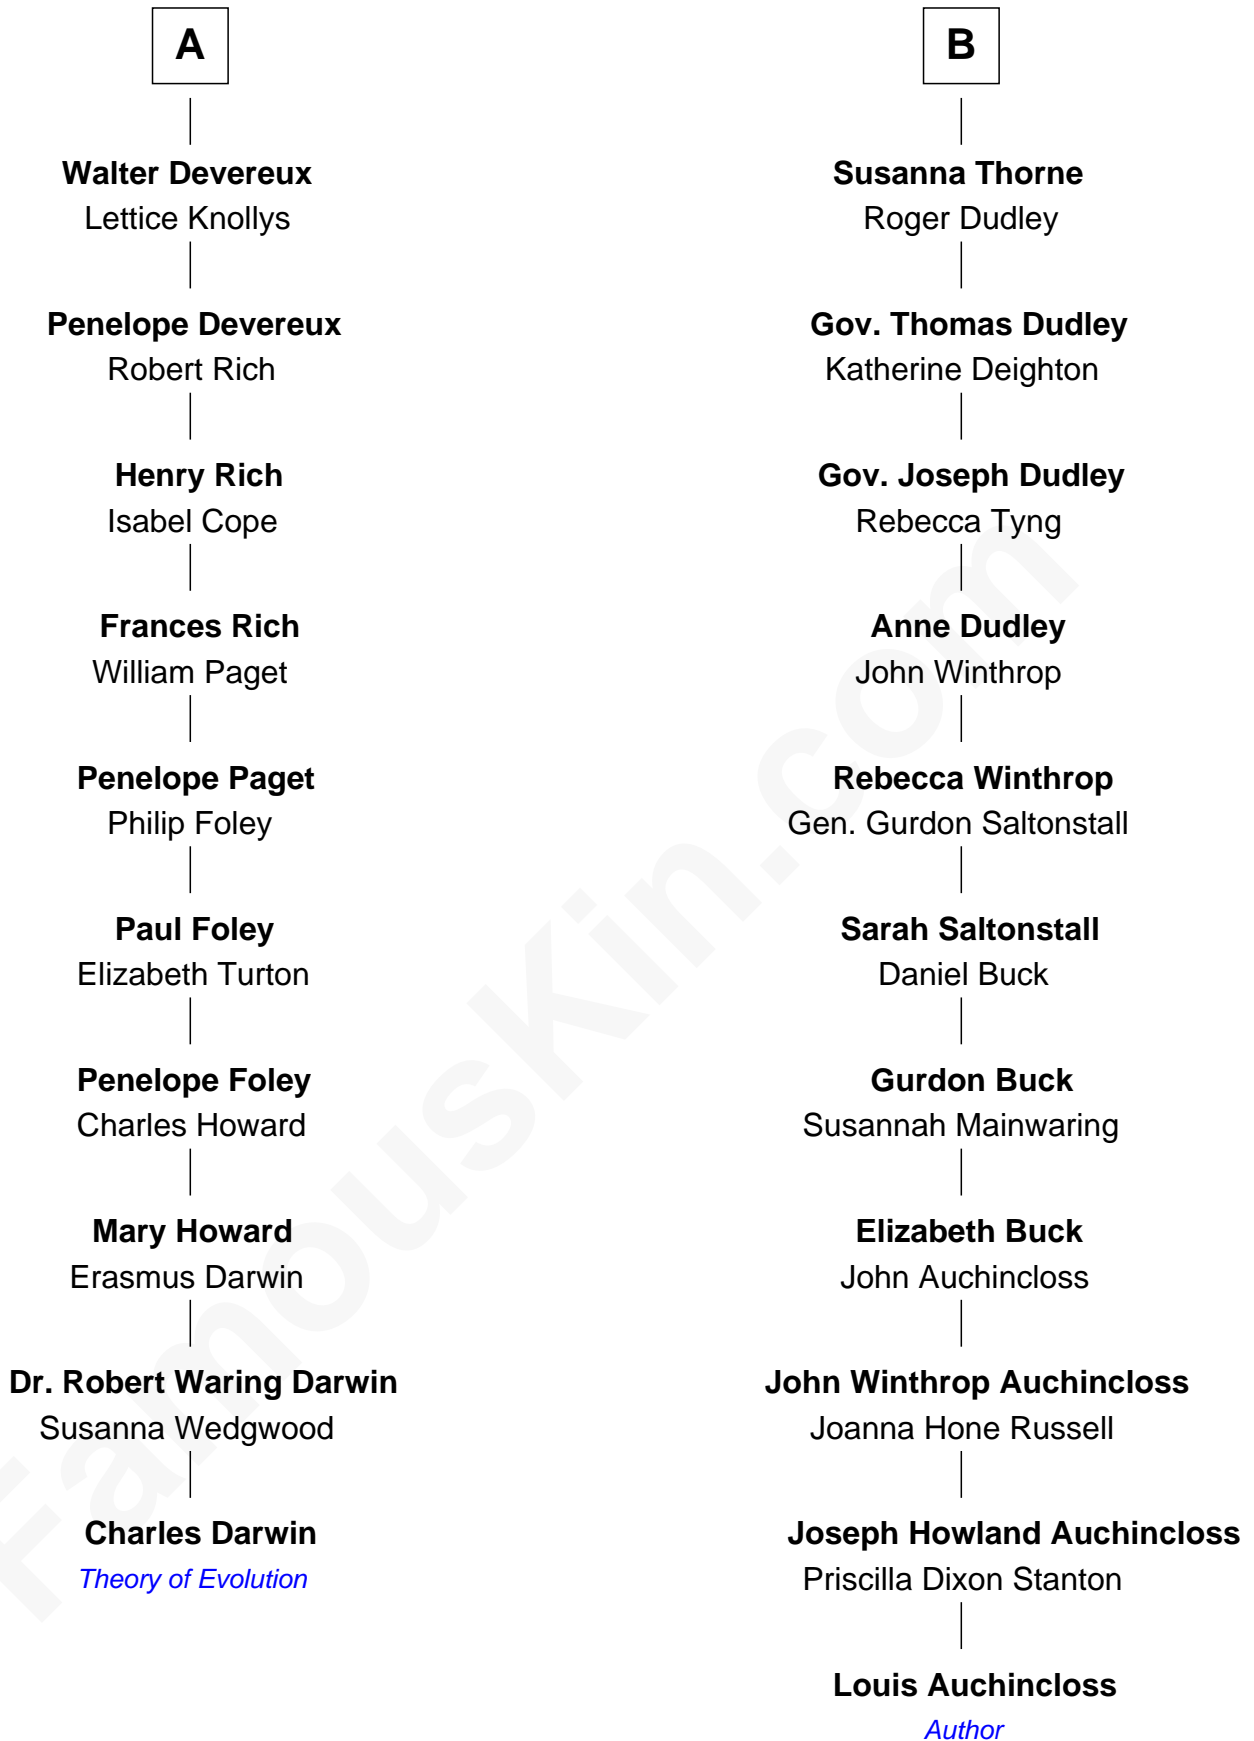 A
Walter Devereux
Lettice Knollys
Penelope Devereux
Robert Rich
Henry Rich
Isabel Cope
Frances Rich
William Paget
Penelope Paget
Philip Foley
Paul Foley
Elizabeth Turton
Penelope Foley
Charles Howard
Mary Howard
Erasmus Darwin
Dr. Robert Waring Darwin
Susanna Wedgwood
Charles Darwin
Theory of Evolution
B
Susanna Thorne
Roger Dudley
Gov. Thomas Dudley
Katherine Deighton
Gov. Joseph Dudley
Rebecca Tyng
Anne Dudley
John Winthrop
Rebecca Winthrop
Gen. Gurdon Saltonstall
Sarah Saltonstall
Daniel Buck
Gurdon Buck
Susannah Mainwaring
Elizabeth Buck
John Auchincloss
John Winthrop Auchincloss
Joanna Hone Russell
Joseph Howland Auchincloss
Priscilla Dixon Stanton
Louis Auchincloss
Author
FamousKin.com